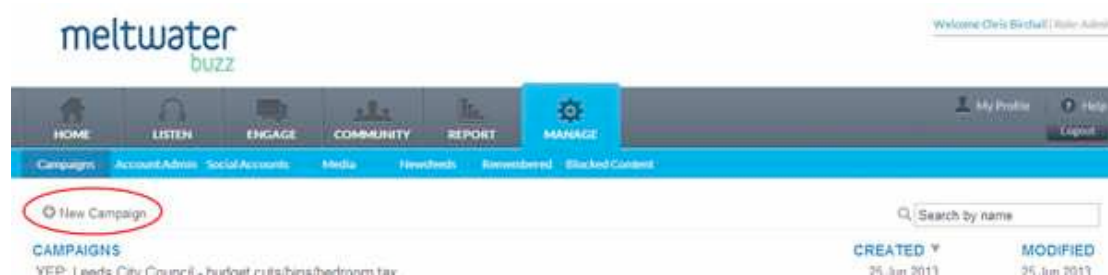 meltwater
buzz
Welcome Chris Birchall | Role: Admin
HOME LISTEN ENGAGE COMMUNITY REPORT MANAGE
My Profile Help
Logout
Campaigns Account Admin Social Accounts Media Newsfeeds Remembered Blocked Content
New Campaign
Search by name
CAMPAIGNS CREATED MODIFIED
YEP: Leeds City Council - budget cuts/bins/bedroom tax 25 Jun 2013 25 Jun 2013